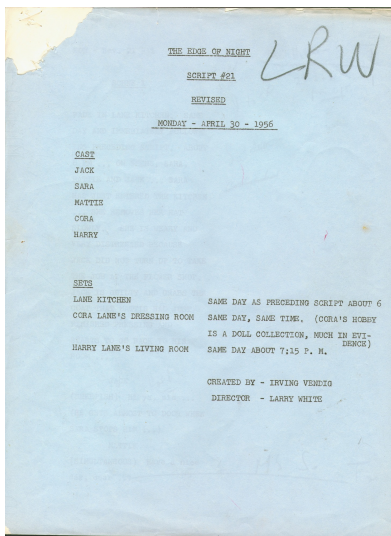 THE EDGE OF NIGHT
LRW
SCRIPT #21
REVISED
MONDAY - APRIL 30 - 1956
CAST
JACK
SARA
MATTIE
CORA
HARRY
SETS
LANE KITCHEN SAME DAY AS PRECEDING SCRIPT ABOUT 6
CORA LANE'S DRESSING ROOM SAME DAY, SAME TIME. (CORA'S HOBBY
IS A DOLL COLLECTION, MUCH IN EVI-
DENCE)
HARRY LANE'S LIVING ROOM SAME DAY ABOUT 7:15 P. M.
CREATED BY - IRVING VENDIG
DIRECTOR - LARRY WHITE